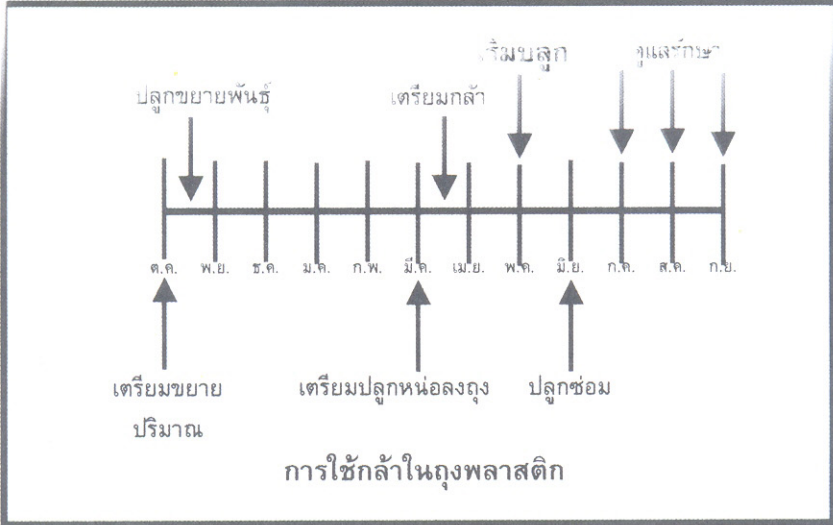 เริ่มปลูก
ดูแลรักษา
ปลูกขยายพันธุ์
เตรียมกล้า
ต.ค. พ.ย. ธ.ค. ม.ค. ก.พ. มี.ค. เม.ย. พ.ค. มิ.ย. ก.ค. ส.ค. ก.ย.
เตรียมขยาย
ปริมาณ
เตรียมปลูกหน่อลงถุง
ปลูกซ่อม
การใช้กล้าในถุงพลาสติก